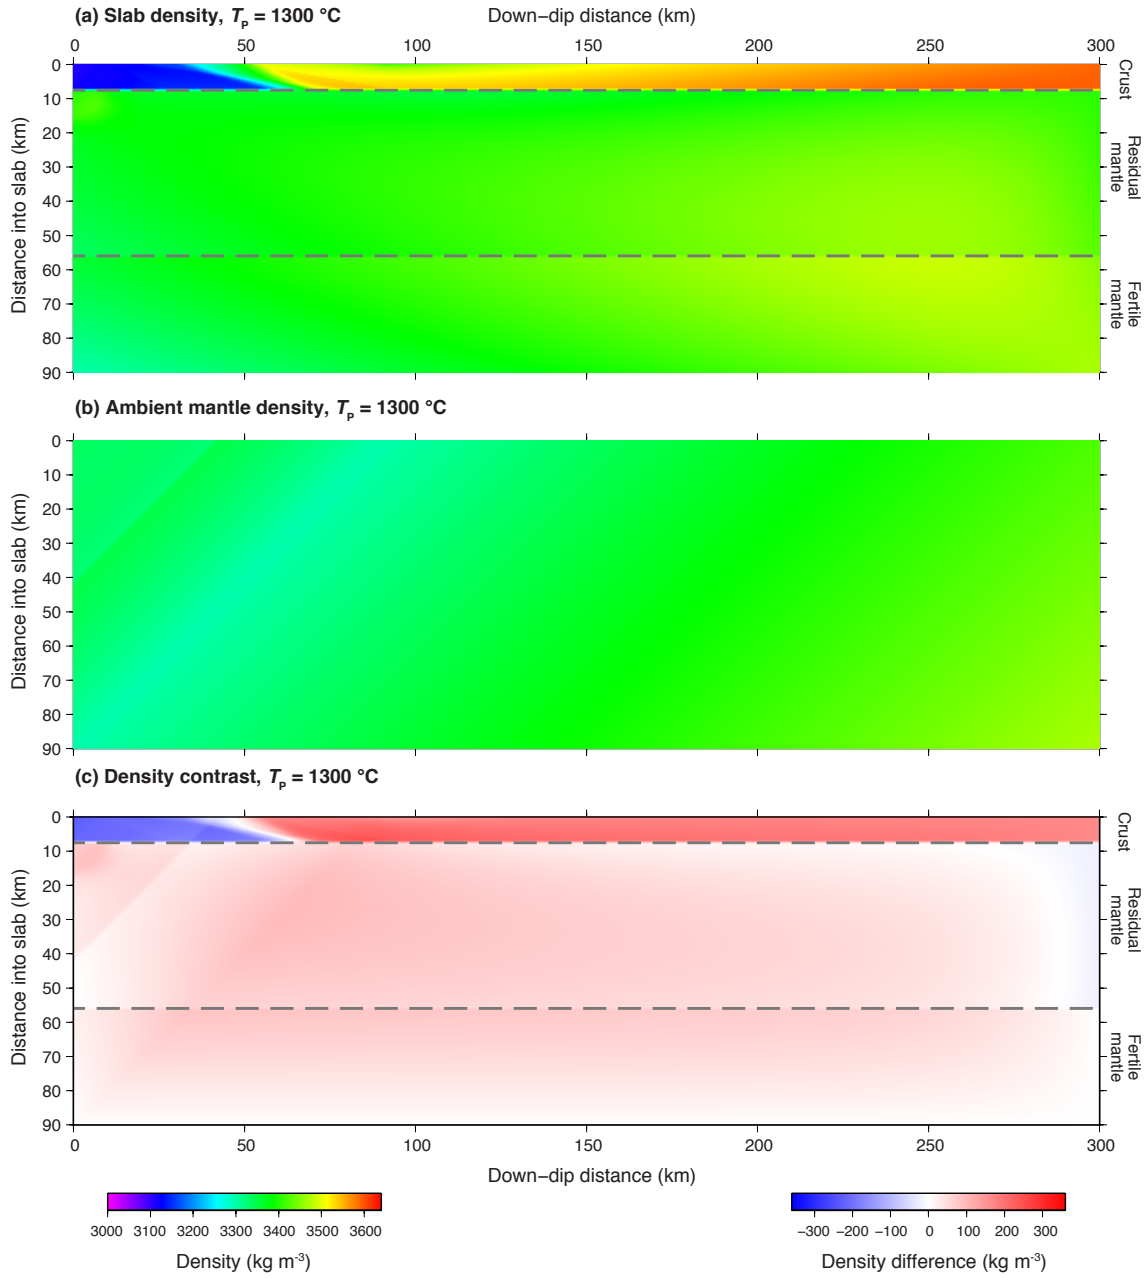 (a) Slab density, Tₚ = 1300 °C
Down−dip distance (km)
0 50 100 150 200 250 300
0
10
20
30
40
50
60
70
80
90
Distance into slab (km)
Crust
Residual
mantle
Fertile
mantle
(b) Ambient mantle density, Tₚ = 1300 °C
0
10
20
30
40
50
60
70
80
90
Distance into slab (km)
(c) Density contrast, Tₚ = 1300 °C
0
10
20
30
40
50
60
70
80
90
Distance into slab (km)
Crust
Residual
mantle
Fertile
mantle
0 50 100 150 200 250 300
Down−dip distance (km)
3000 3100 3200 3300 3400 3500 3600
Density (kg m⁻³)
−300 −200 −100 0 100 200 300
Density difference (kg m⁻³)